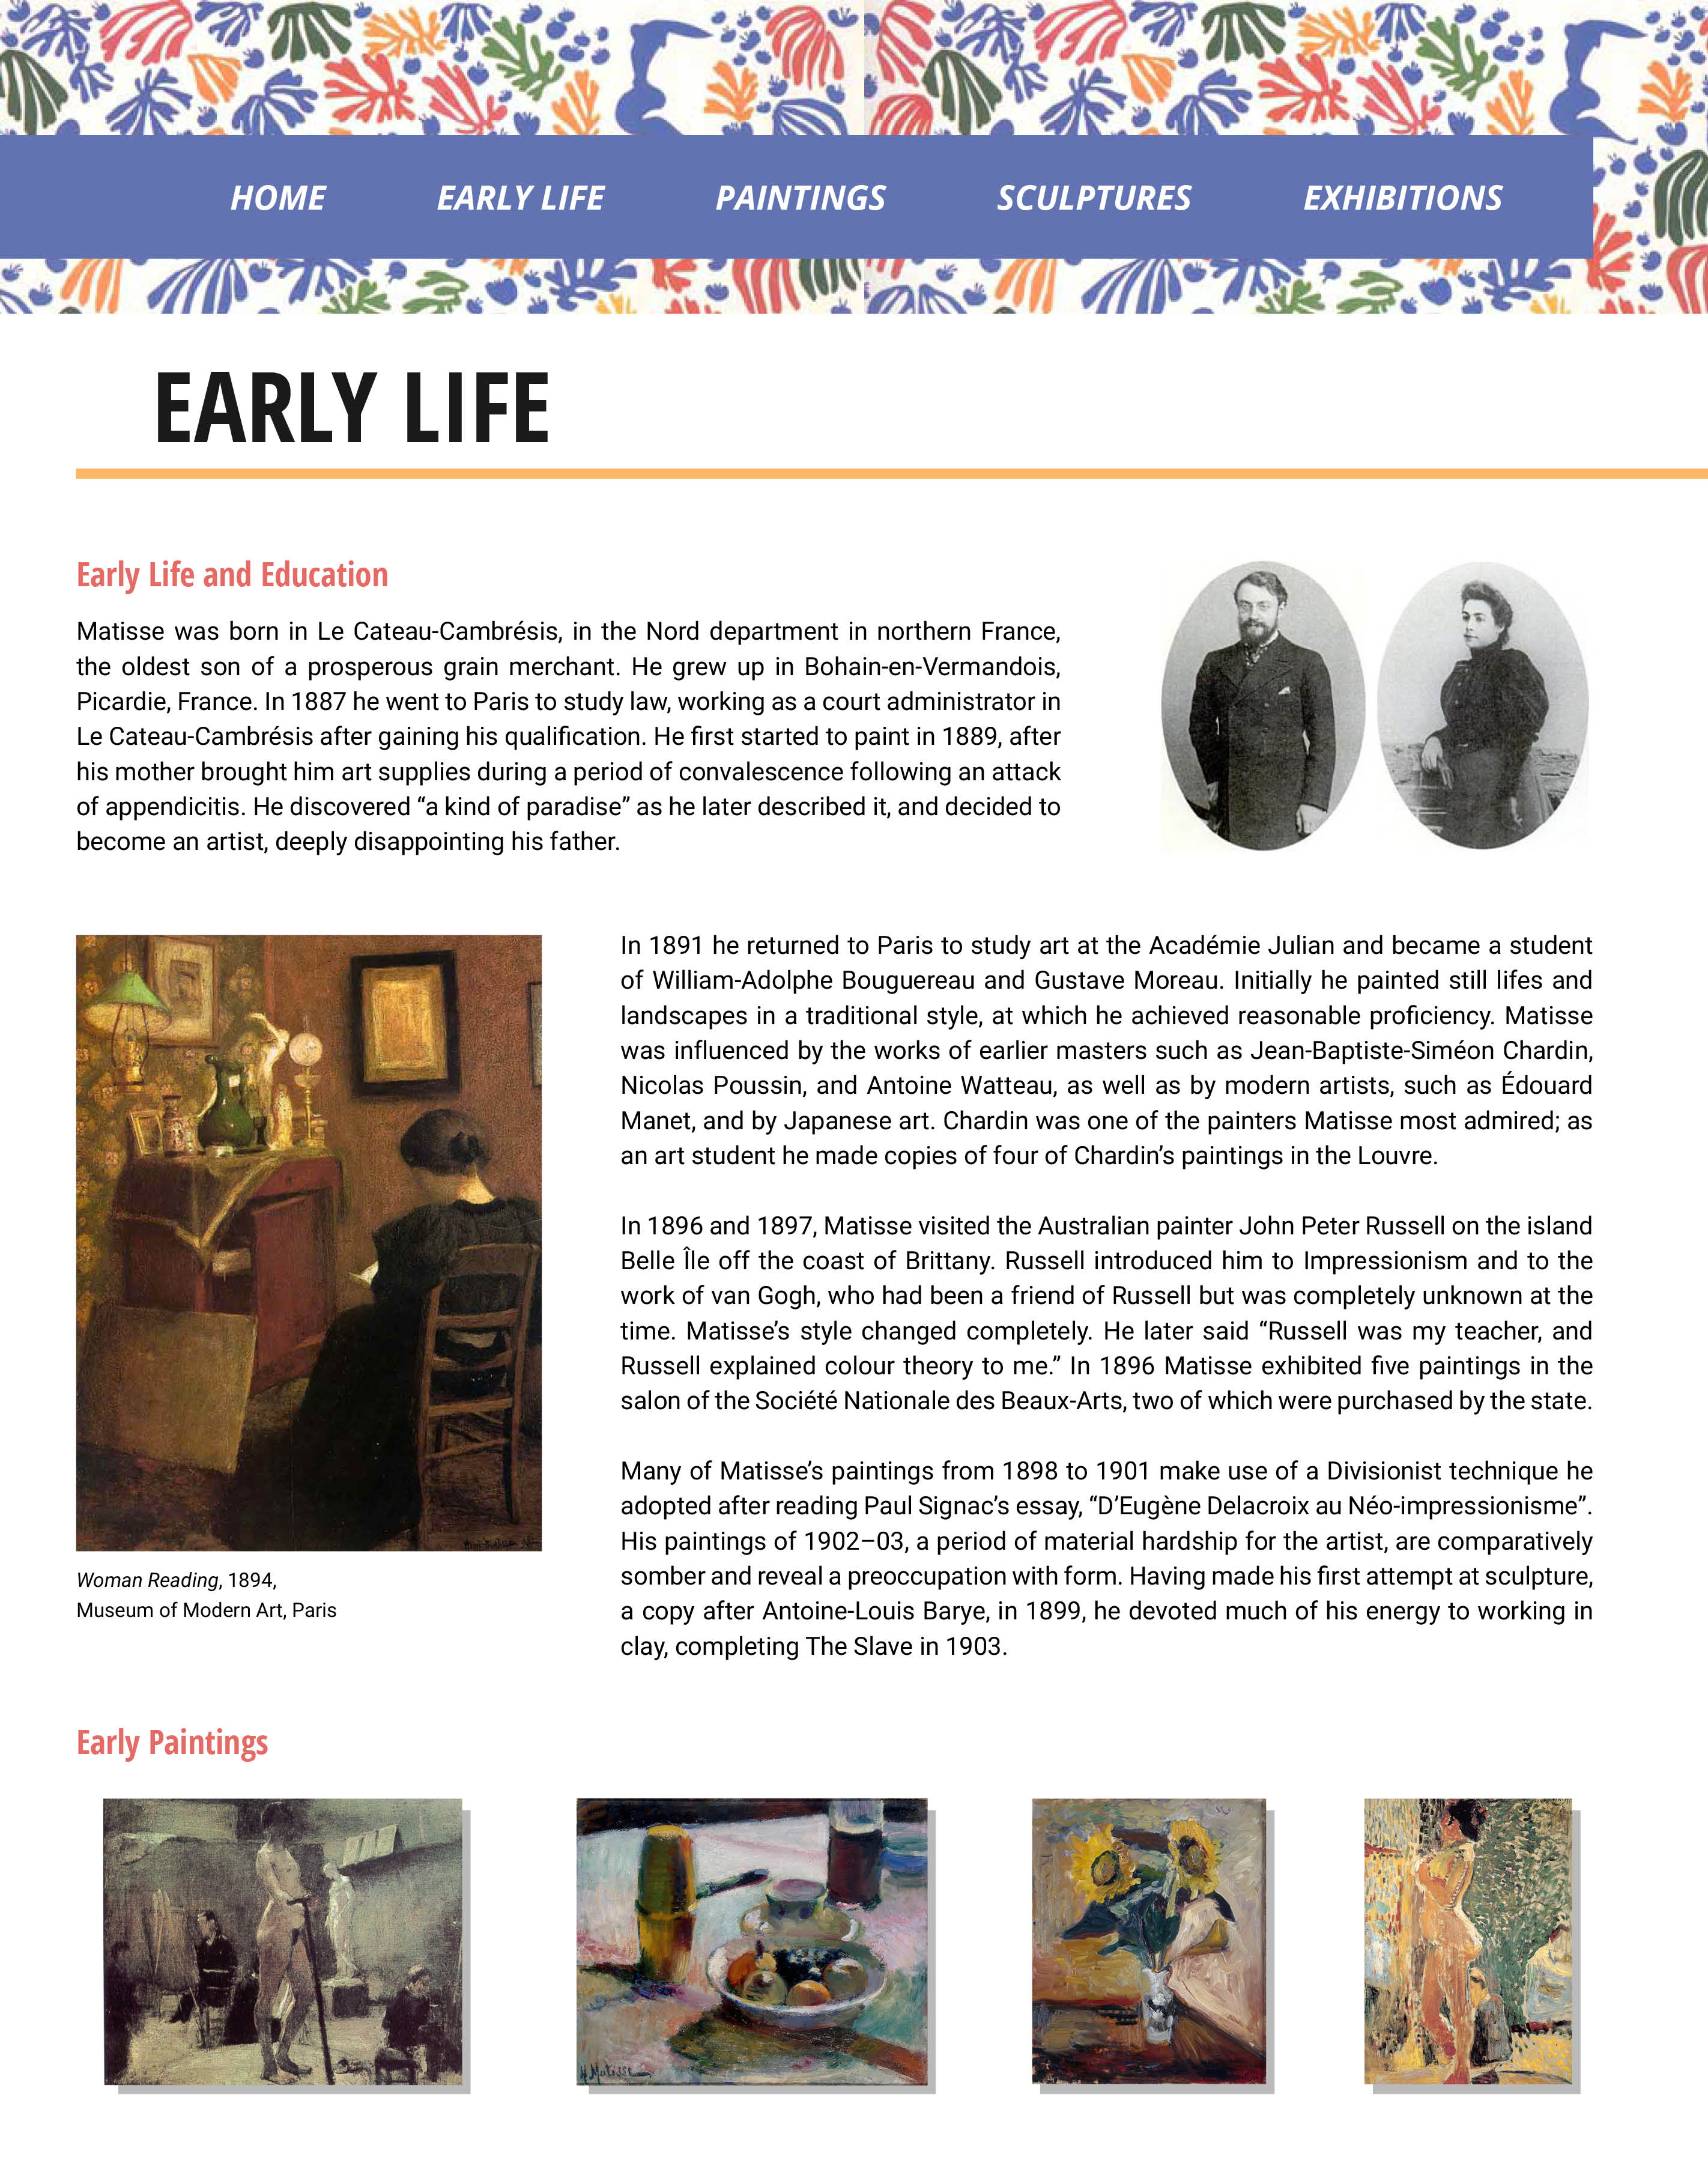 HOME EARLY LIFE PAINTINGS SCULPTURES EXHIBITIONS
EARLY LIFE
Early Life and Education
Matisse was born in Le Cateau-Cambrésis, in the Nord department in northern France,
the oldest son of a prosperous grain merchant. He grew up in Bohain-en-Vermandois,
Picardie, France. In 1887 he went to Paris to study law, working as a court administrator in
Le Cateau-Cambrésis after gaining his qualification. He first started to paint in 1889, after
his mother brought him art supplies during a period of convalescence following an attack
of appendicitis. He discovered “a kind of paradise” as he later described it, and decided to
become an artist, deeply disappointing his father.
In 1891 he returned to Paris to study art at the Académie Julian and became a student
of William-Adolphe Bouguereau and Gustave Moreau. Initially he painted still lifes and
landscapes in a traditional style, at which he achieved reasonable proficiency. Matisse
was influenced by the works of earlier masters such as Jean-Baptiste-Siméon Chardin,
Nicolas Poussin, and Antoine Watteau, as well as by modern artists, such as Édouard
Manet, and by Japanese art. Chardin was one of the painters Matisse most admired; as
an art student he made copies of four of Chardin’s paintings in the Louvre.
In 1896 and 1897, Matisse visited the Australian painter John Peter Russell on the island
Belle Île off the coast of Brittany. Russell introduced him to Impressionism and to the
work of van Gogh, who had been a friend of Russell but was completely unknown at the
time. Matisse’s style changed completely. He later said “Russell was my teacher, and
Russell explained colour theory to me.” In 1896 Matisse exhibited five paintings in the
salon of the Société Nationale des Beaux-Arts, two of which were purchased by the state.
Many of Matisse’s paintings from 1898 to 1901 make use of a Divisionist technique he
adopted after reading Paul Signac’s essay, “D’Eugène Delacroix au Néo-impressionisme”.
His paintings of 1902–03, a period of material hardship for the artist, are comparatively
somber and reveal a preoccupation with form. Having made his first attempt at sculpture,
a copy after Antoine-Louis Barye, in 1899, he devoted much of his energy to working in
clay, completing The Slave in 1903.
Woman Reading, 1894,
Museum of Modern Art, Paris
Early Paintings
H. Matisse